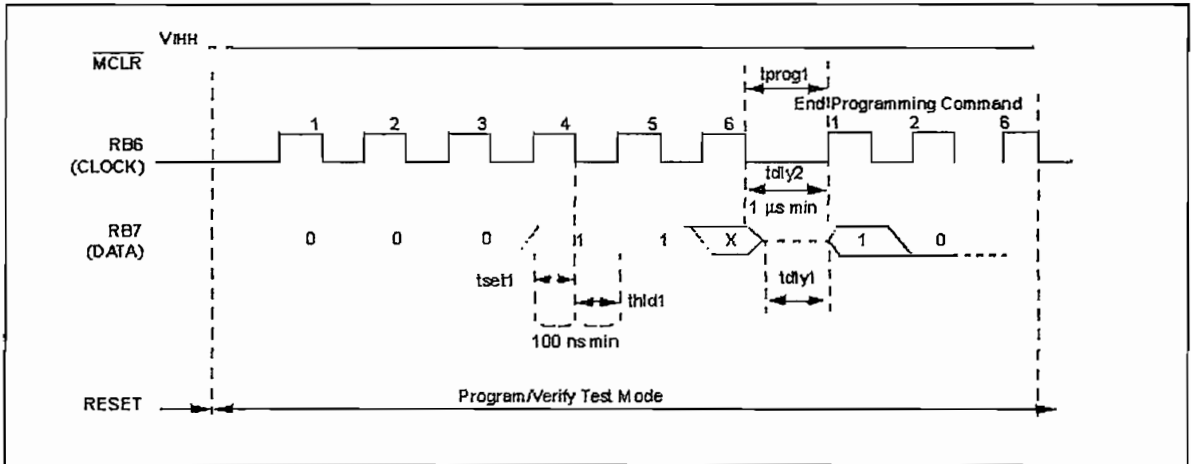 VIHH
MCLR
tprog1
End Programming Command
1 2 3 4 5 6 1 2 6
RB6
(CLOCK)
tdly2
1 µs min
RB7
(DATA)
0 0 0 1 1 X 1 0
tset1
thld1
tdly1
100 ns min
RESET
Program/Verify Test Mode